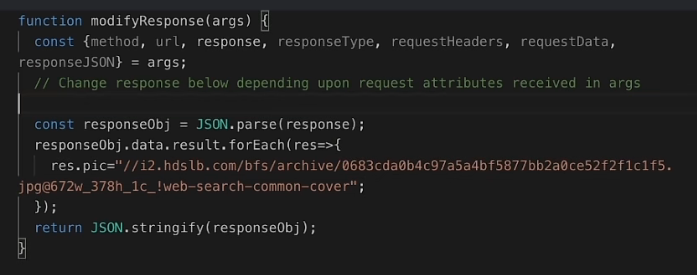 function modifyResponse(args) {
const {method, url, response, responseType, requestHeaders, requestData,
responseJSON} = args;
// Change response below depending upon request attributes received in args
const responseObj = JSON.parse(response);
responseObj.data.result.forEach(res=>{
res.pic="//i2.hdslb.com/bfs/archive/0683cda0b4c97a5a4bf5877bb2a0ce52f2f1c1f5.
jpg@672w_378h_1c_!web-search-common-cover";
});
return JSON.stringify(responseObj);
}